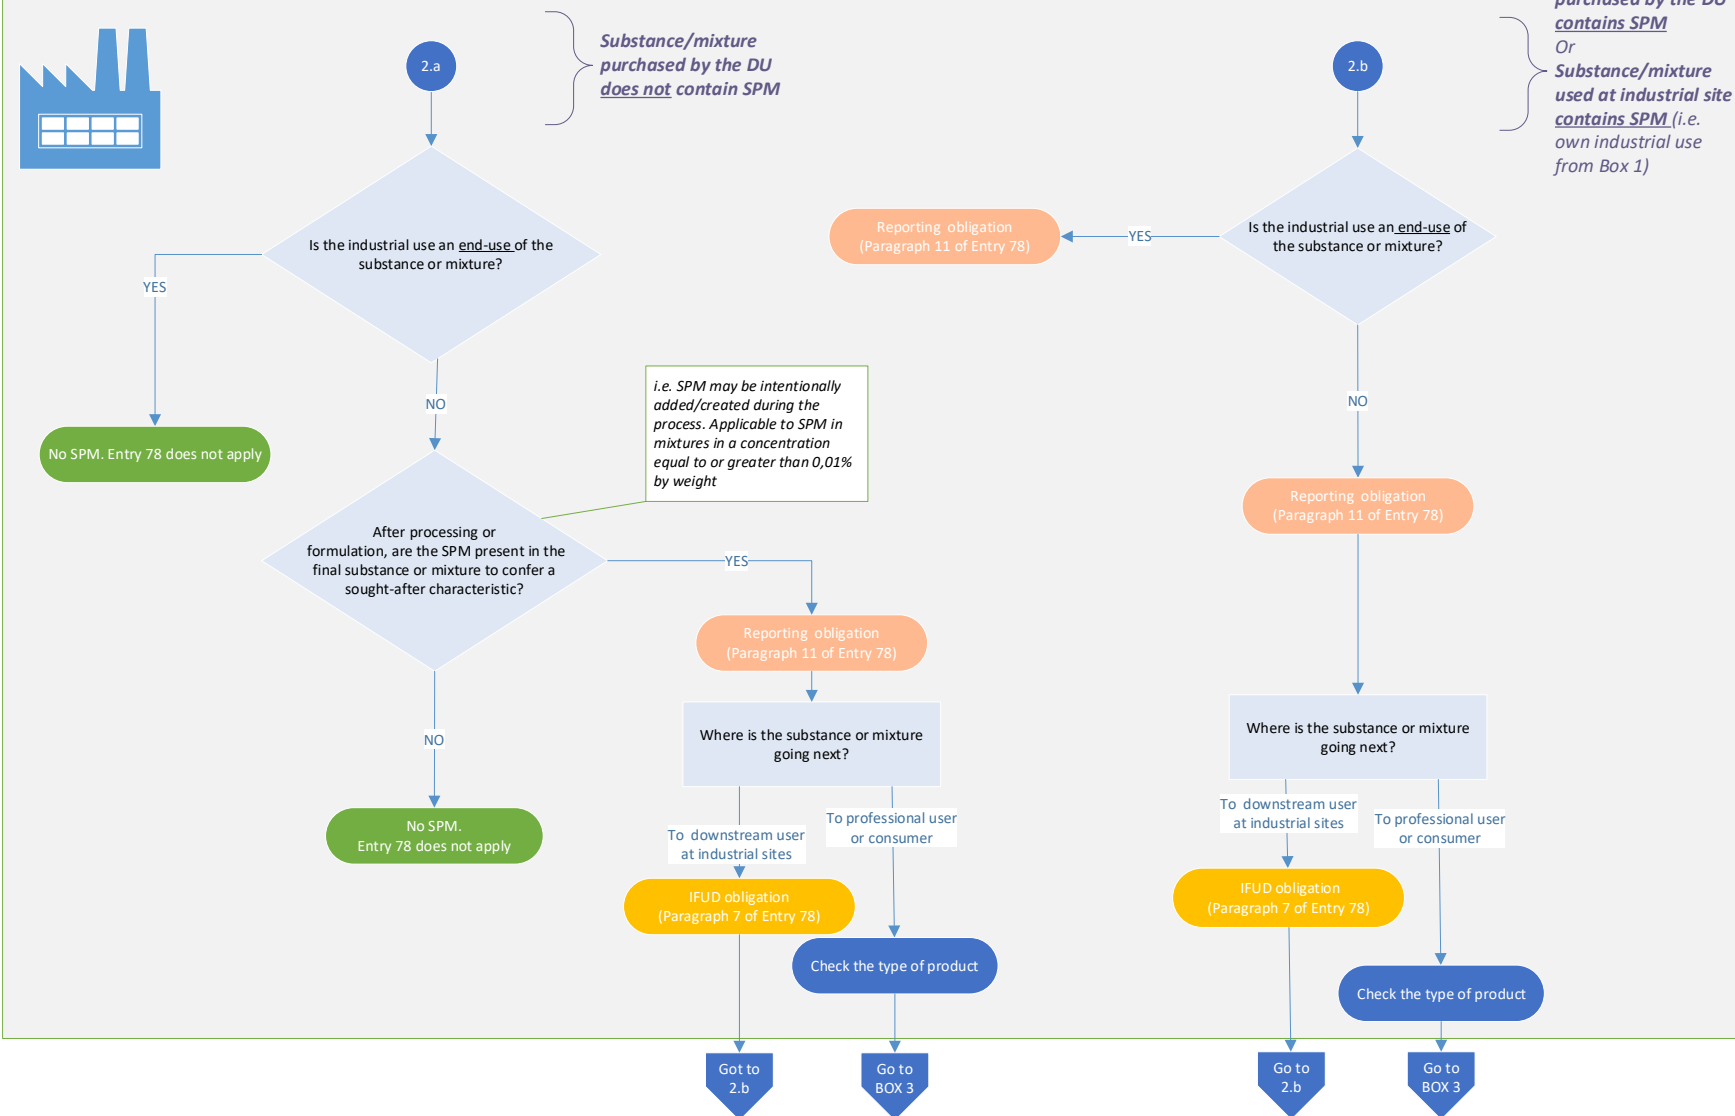 2.a
Substance/mixture
purchased by the DU
does not contain SPM
Is the industrial use an end-use of the
substance or mixture?
YES
No SPM. Entry 78 does not apply
NO
i.e. SPM may be intentionally
added/created during the
process. Applicable to SPM in
mixtures in a concentration
equal to or greater than 0,01%
by weight
After processing or
formulation, are the SPM present in the
final substance or mixture to confer a
sought-after characteristic?
YES
Reporting obligation
(Paragraph 11 of Entry 78)
NO
No SPM.
Entry 78 does not apply
Where is the substance or mixture
going next?
To downstream user
at industrial sites
To professional user
or consumer
IFUD obligation
(Paragraph 7 of Entry 78)
Check the type of product
Got to
2.b
Go to
BOX 3
2.b
purchased by the DU
contains SPM
Or
Substance/mixture
used at industrial site
contains SPM (i.e.
own industrial use
from Box 1)
Is the industrial use an end-use of
the substance or mixture?
YES
Reporting obligation
(Paragraph 11 of Entry 78)
NO
Reporting obligation
(Paragraph 11 of Entry 78)
Where is the substance or mixture
going next?
To downstream user
at industrial sites
To professional user
or consumer
IFUD obligation
(Paragraph 7 of Entry 78)
Check the type of product
Go to
2.b
Go to
BOX 3